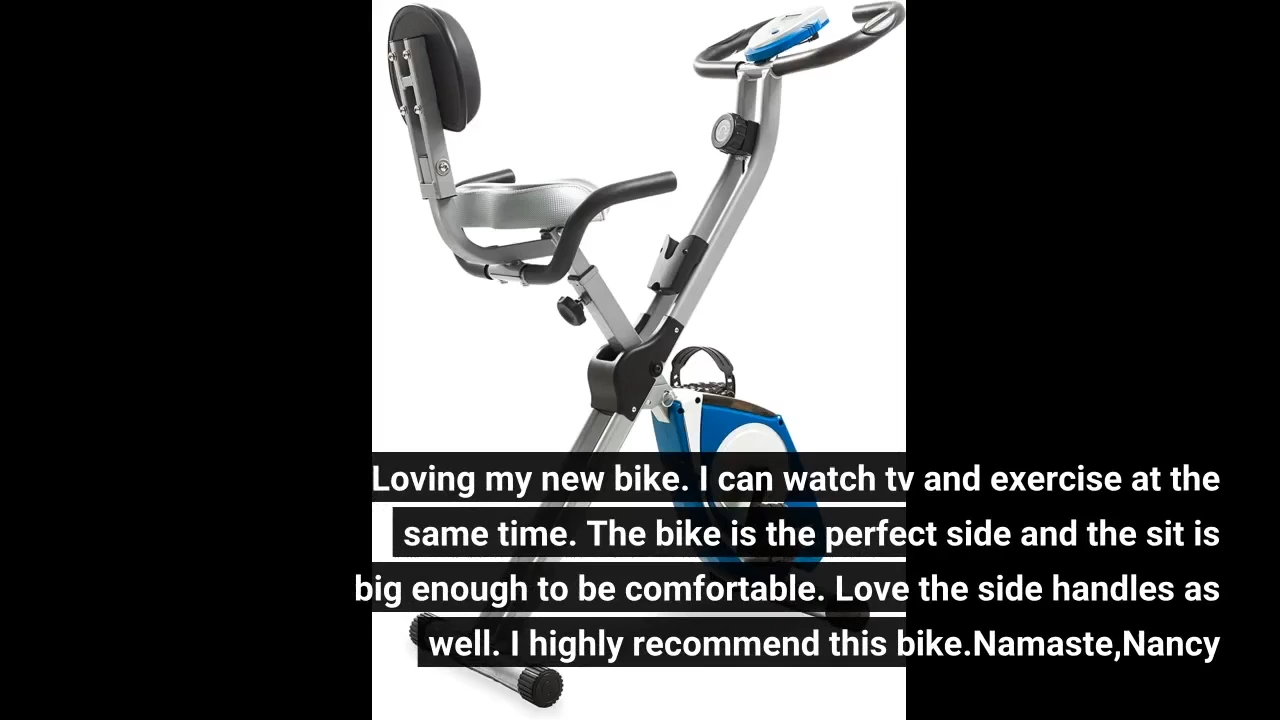 Loving my new bike. I can watch tv and exercise at the
same time. The bike is the perfect side and the sit is
big enough to be comfortable. Love the side handles as
well. I highly recommend this bike.Namaste,Nancy